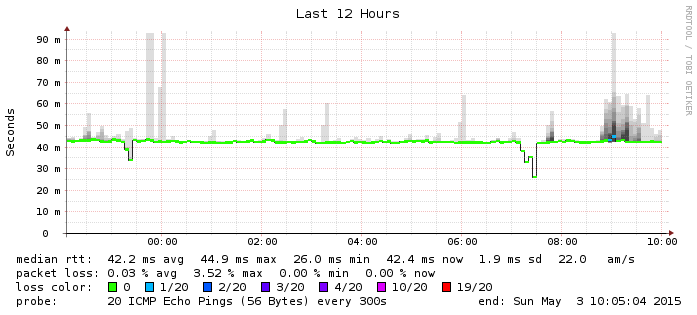 Last 12 Hours
RRDTOOL / TOBI OETIKER
Seconds
90 m
80 m
70 m
60 m
50 m
40 m
30 m
20 m
10 m
0
00:00 02:00 04:00 06:00 08:00 10:00
median rtt: 42.2 ms avg 44.9 ms max 26.0 ms min 42.4 ms now 1.9 ms sd 22.0 am/s
packet loss: 0.03 % avg 3.52 % max 0.00 % min 0.00 % now
loss color: 0 1/20 2/20 3/20 4/20 10/20 19/20
probe: 20 ICMP Echo Pings (56 Bytes) every 300s end: Sun May 3 10:05:04 2015